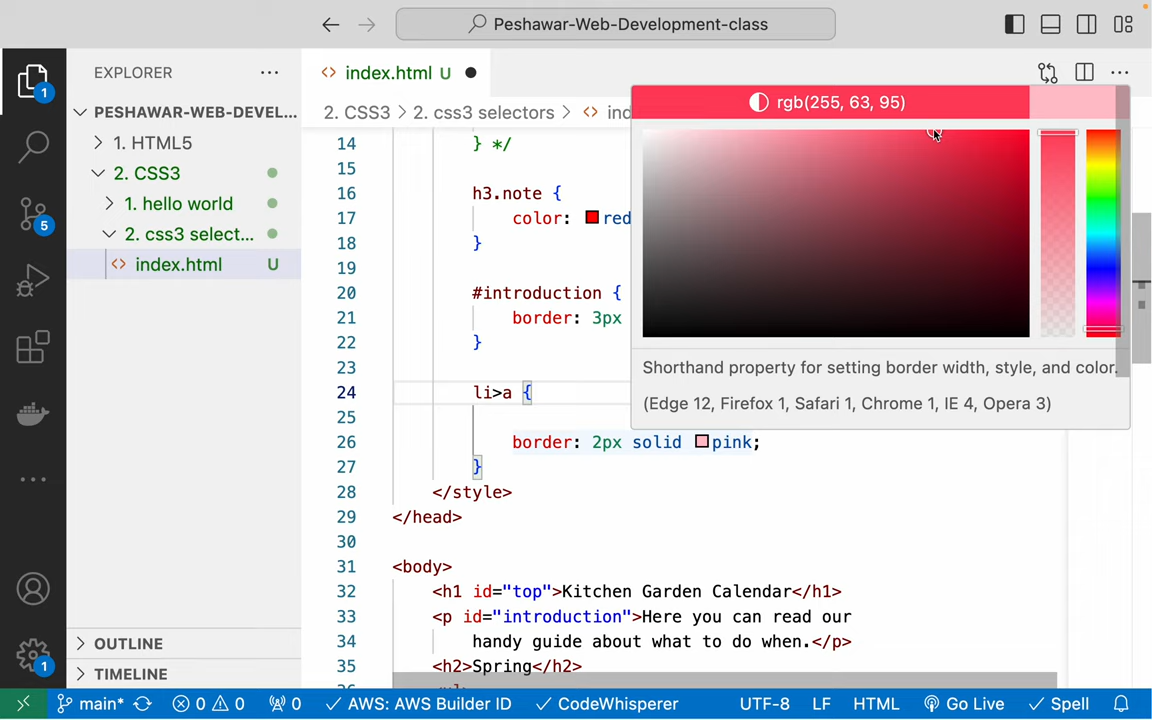 Peshawar-Web-Development-class
EXPLORER
PESHAWAR-WEB-DEVEL...
1. HTML5
2. CSS3
1. hello world
2. css3 select...
<> index.html U
OUTLINE
TIMELINE
1
5
1
<> index.html U
2. CSS3 > 2. css3 selectors > <> ind
14 } */
15
16 h3.note {
17 color: red
18 }
19
20 #introduction {
21 border: 3px
22 }
23
24 li>a {
25
26 border: 2px solid pink;
27 }
28 </style>
29 </head>
30
31 <body>
32 <h1 id="top">Kitchen Garden Calendar</h1>
33 <p id="introduction">Here you can read our
34 handy guide about what to do when.</p>
35 <h2>Spring</h2>
rgb(255, 63, 95)
Shorthand property for setting border width, style, and color.
(Edge 12, Firefox 1, Safari 1, Chrome 1, IE 4, Opera 3)
main* 0 0 0 AWS: AWS Builder ID CodeWhisperer UTF-8 LF HTML Go Live Spell